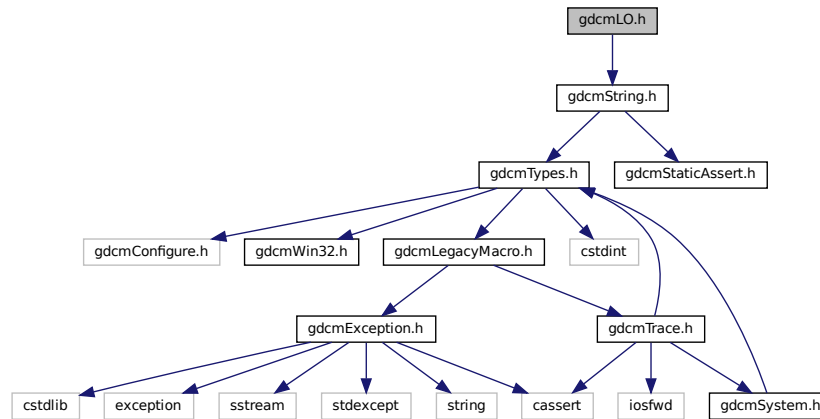 gdcmLO.h
gdcmString.h
gdcmTypes.h
gdcmStaticAssert.h
gdcmConfigure.h
gdcmWin32.h
gdcmLegacyMacro.h
cstdint
gdcmException.h
gdcmTrace.h
cstdlib
exception
sstream
stdexcept
string
cassert
iosfwd
gdcmSystem.h